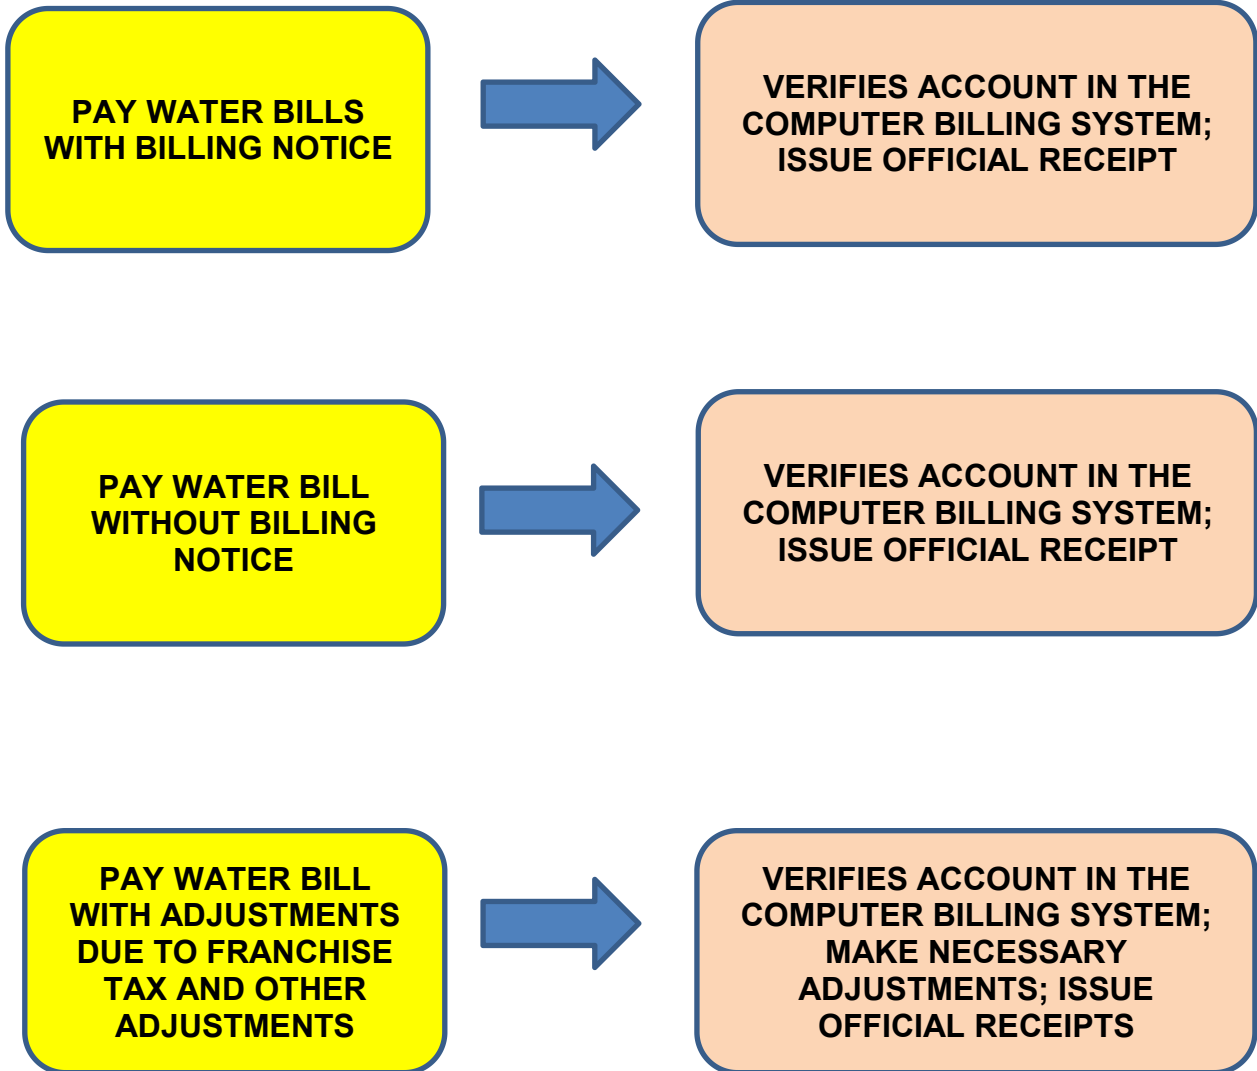 PAY WATER BILLS
WITH BILLING NOTICE
VERIFIES ACCOUNT IN THE
COMPUTER BILLING SYSTEM;
ISSUE OFFICIAL RECEIPT
PAY WATER BILL
WITHOUT BILLING
NOTICE
VERIFIES ACCOUNT IN THE
COMPUTER BILLING SYSTEM;
ISSUE OFFICIAL RECEIPT
PAY WATER BILL
WITH ADJUSTMENTS
DUE TO FRANCHISE
TAX AND OTHER
ADJUSTMENTS
VERIFIES ACCOUNT IN THE
COMPUTER BILLING SYSTEM;
MAKE NECESSARY
ADJUSTMENTS; ISSUE
OFFICIAL RECEIPTS